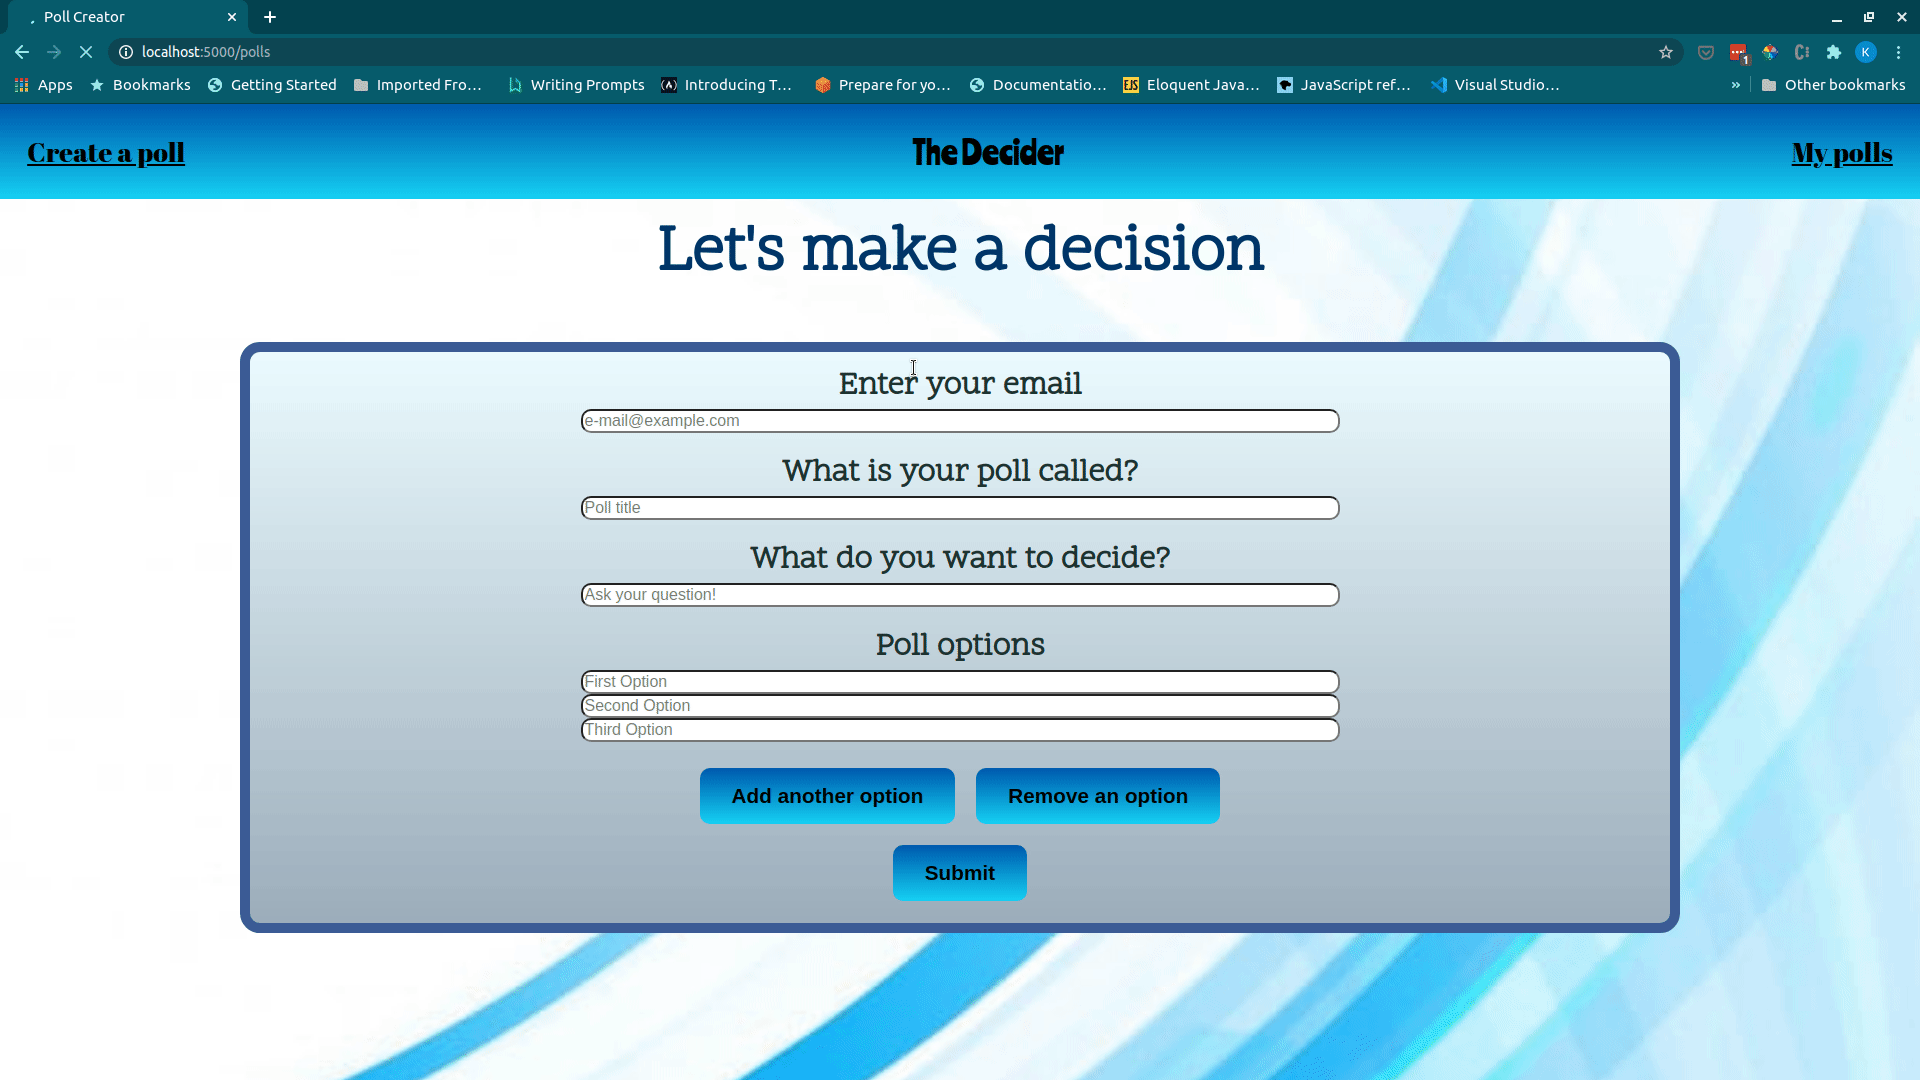 Poll Creator
localhost:5000/polls
K
1
Apps Bookmarks Getting Started Imported Fro... Writing Prompts Introducing T... Prepare for yo... Documentatio... EJS Eloquent Java... JavaScript ref... Visual Studio... » Other bookmarks
Create a poll The Decider My polls
Let's make a decision
Enter your email
e-mail@example.com
What is your poll called?
Poll title
What do you want to decide?
Ask your question!
Poll options
First Option
Second Option
Third Option
Add another option Remove an option
Submit